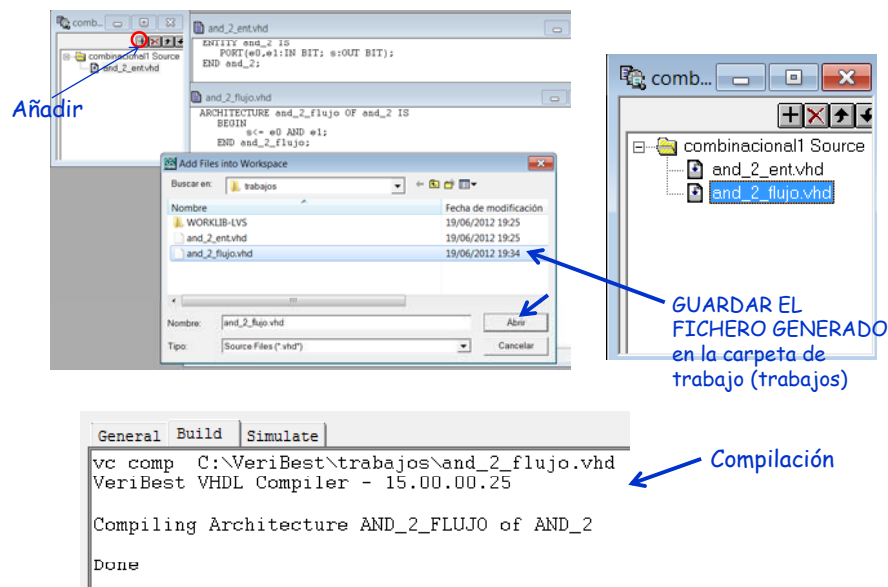 comb...
and_2_ent.vhd
ENTITY and_2 IS
PORT(e0,e1:IN BIT; s:OUT BIT);
END and_2;
combinacional1 Source
and_2_ent.vhd
Añadir
and_2_flujo.vhd
ARCHITECTURE and_2_flujo OF and_2 IS
BEGIN
s<= e0 AND e1;
END and_2_flujo;
Add Files into Workspace
Buscar en: trabajos
Nombre Fecha de modificación
WORKLIB-LVS 19/06/2012 19:25
and_2_ent.vhd 19/06/2012 19:25
and_2_flujo.vhd 19/06/2012 19:34
Nombre: and_2_flujo.vhd Abrir
Tipo: Source Files (*.vhd*) Cancelar
comb...
combinacional1 Source
and_2_ent.vhd
and_2_flujo.vhd
GUARDAR EL
FICHERO GENERADO
en la carpeta de
trabajo (trabajos)
General Build Simulate
vc comp C:\VeriBest\trabajos\and_2_flujo.vhd
VeriBest VHDL Compiler - 15.00.00.25
Compiling Architecture AND_2_FLUJO of AND_2
Done
Compilación